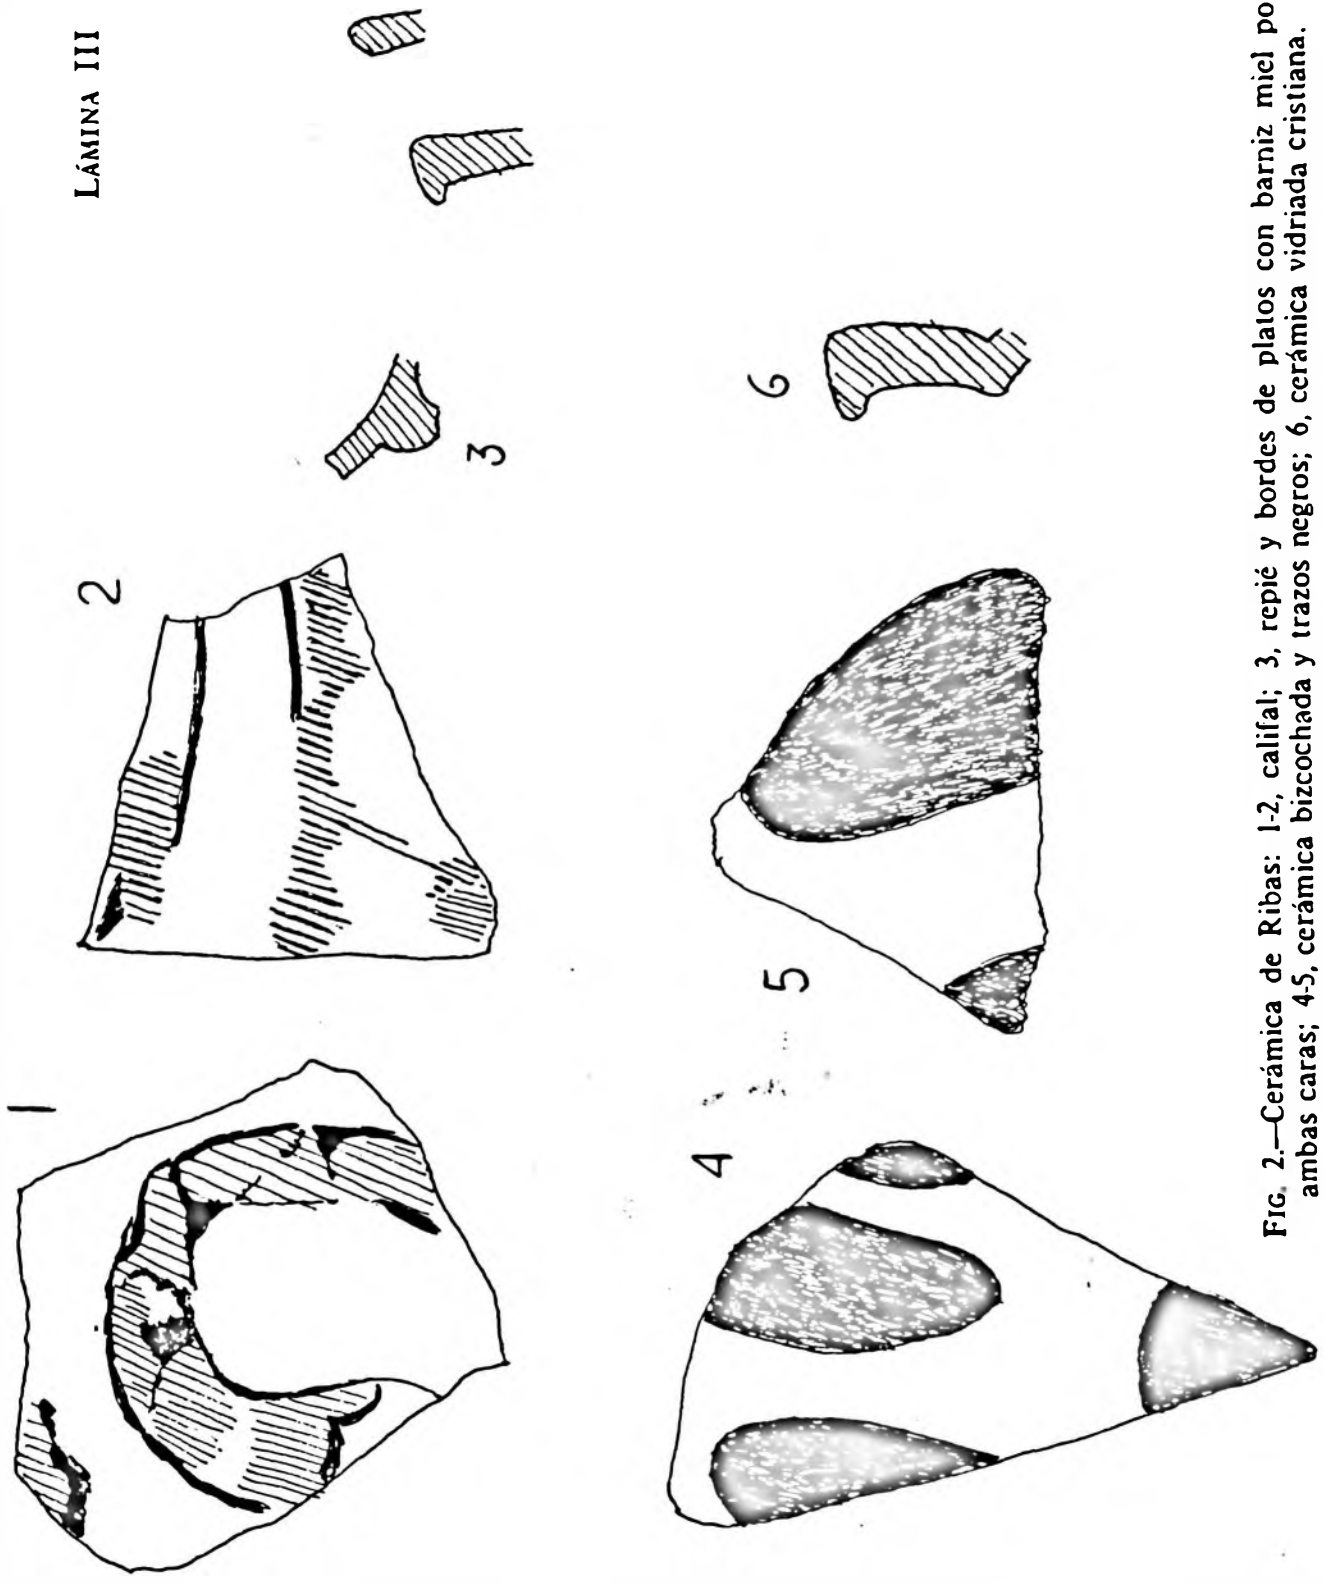 LÁMINA III
1
2
3
4
5
6
FIG. 2.—Cerámica de Ribas: 1-2, califal; 3, repié y bordes de platos con barniz miel po
ambas caras; 4-5, cerámica bizcochada y trazos negros; 6, cerámica vidriada cristiana.